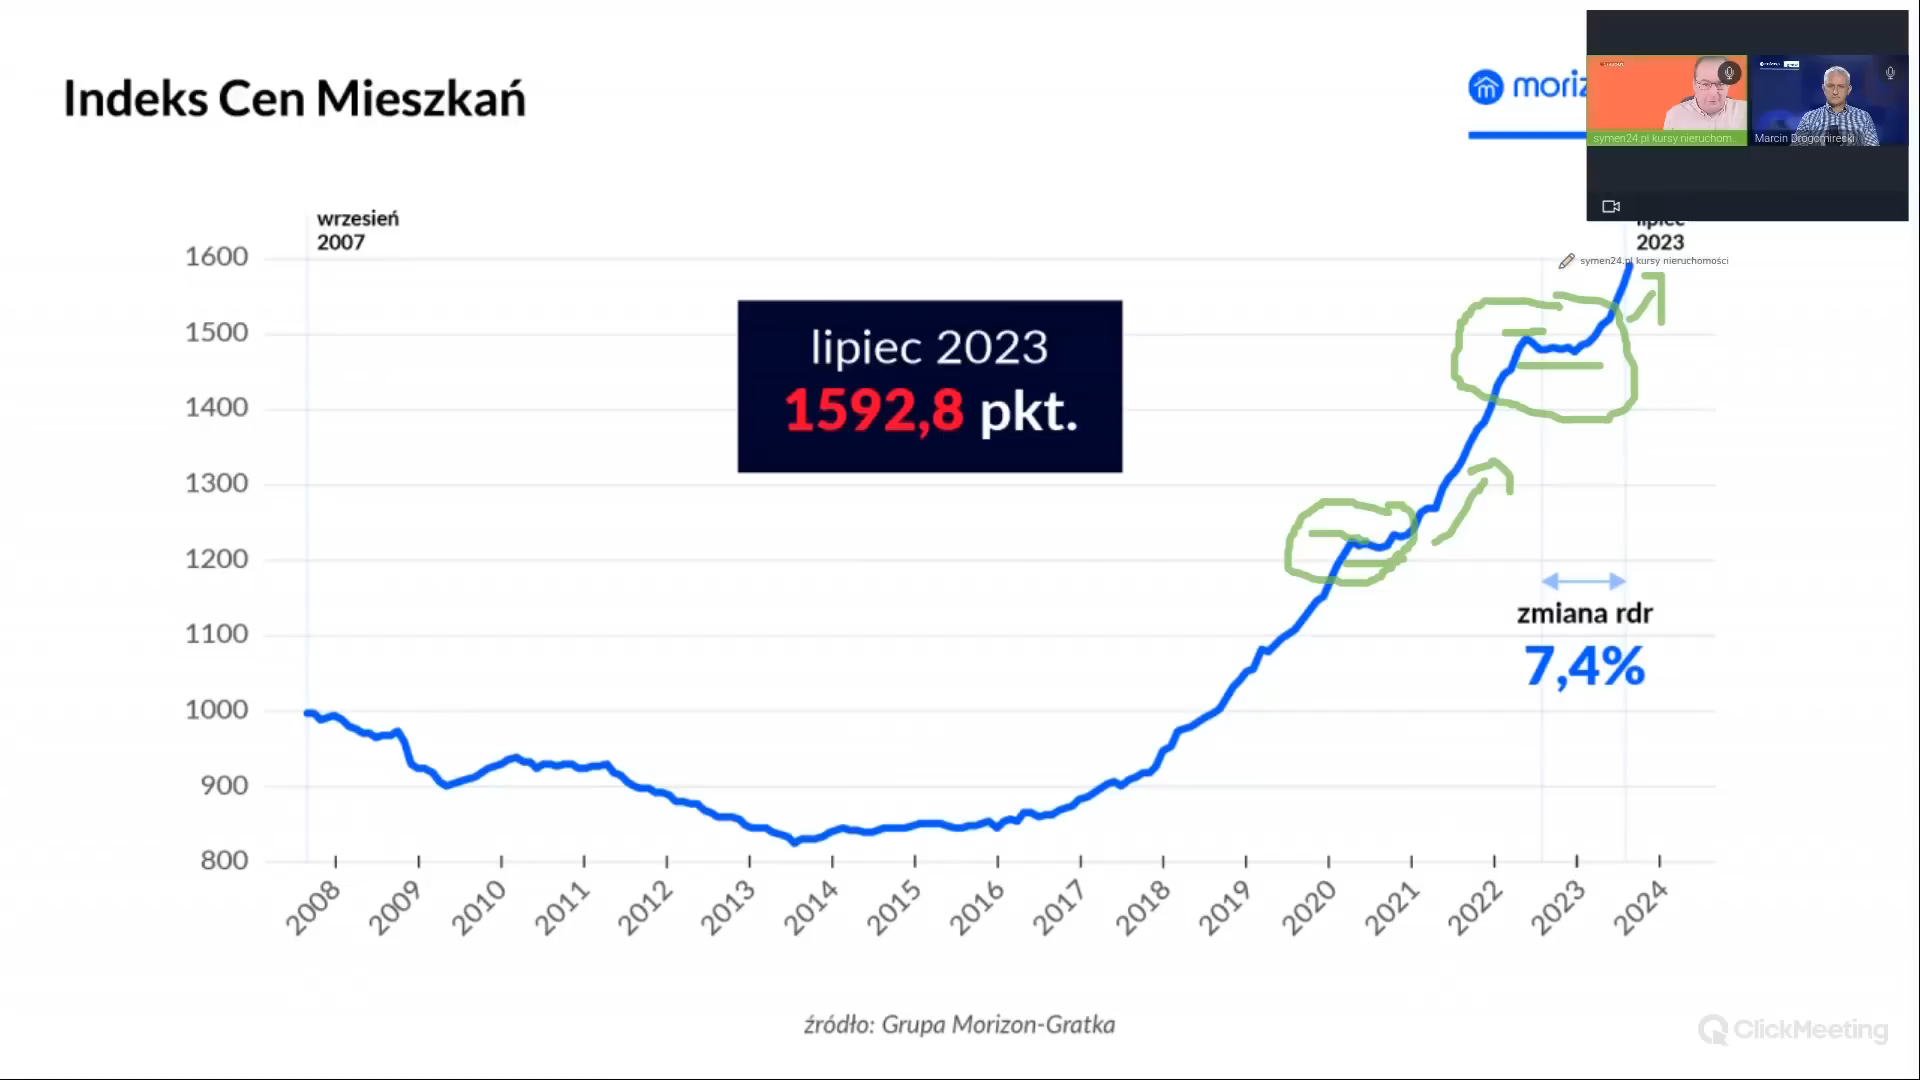 Indeks Cen Mieszkań
moriz
symen24.pl kursy nieruchom...
Marcin Drogomirecki
wrzesień
2007
lipiec
2023
symen24.pl kursy nieruchomości
1600
1500
1400
1300
1200
1100
1000
900
800
lipiec 2023
1592,8 pkt.
zmiana rdr
7,4%
2008
2009
2010
2011
2012
2013
2014
2015
2016
2017
2018
2019
2020
2021
2022
2023
2024
źródło: Grupa Morizon-Gratka
ClickMeeting